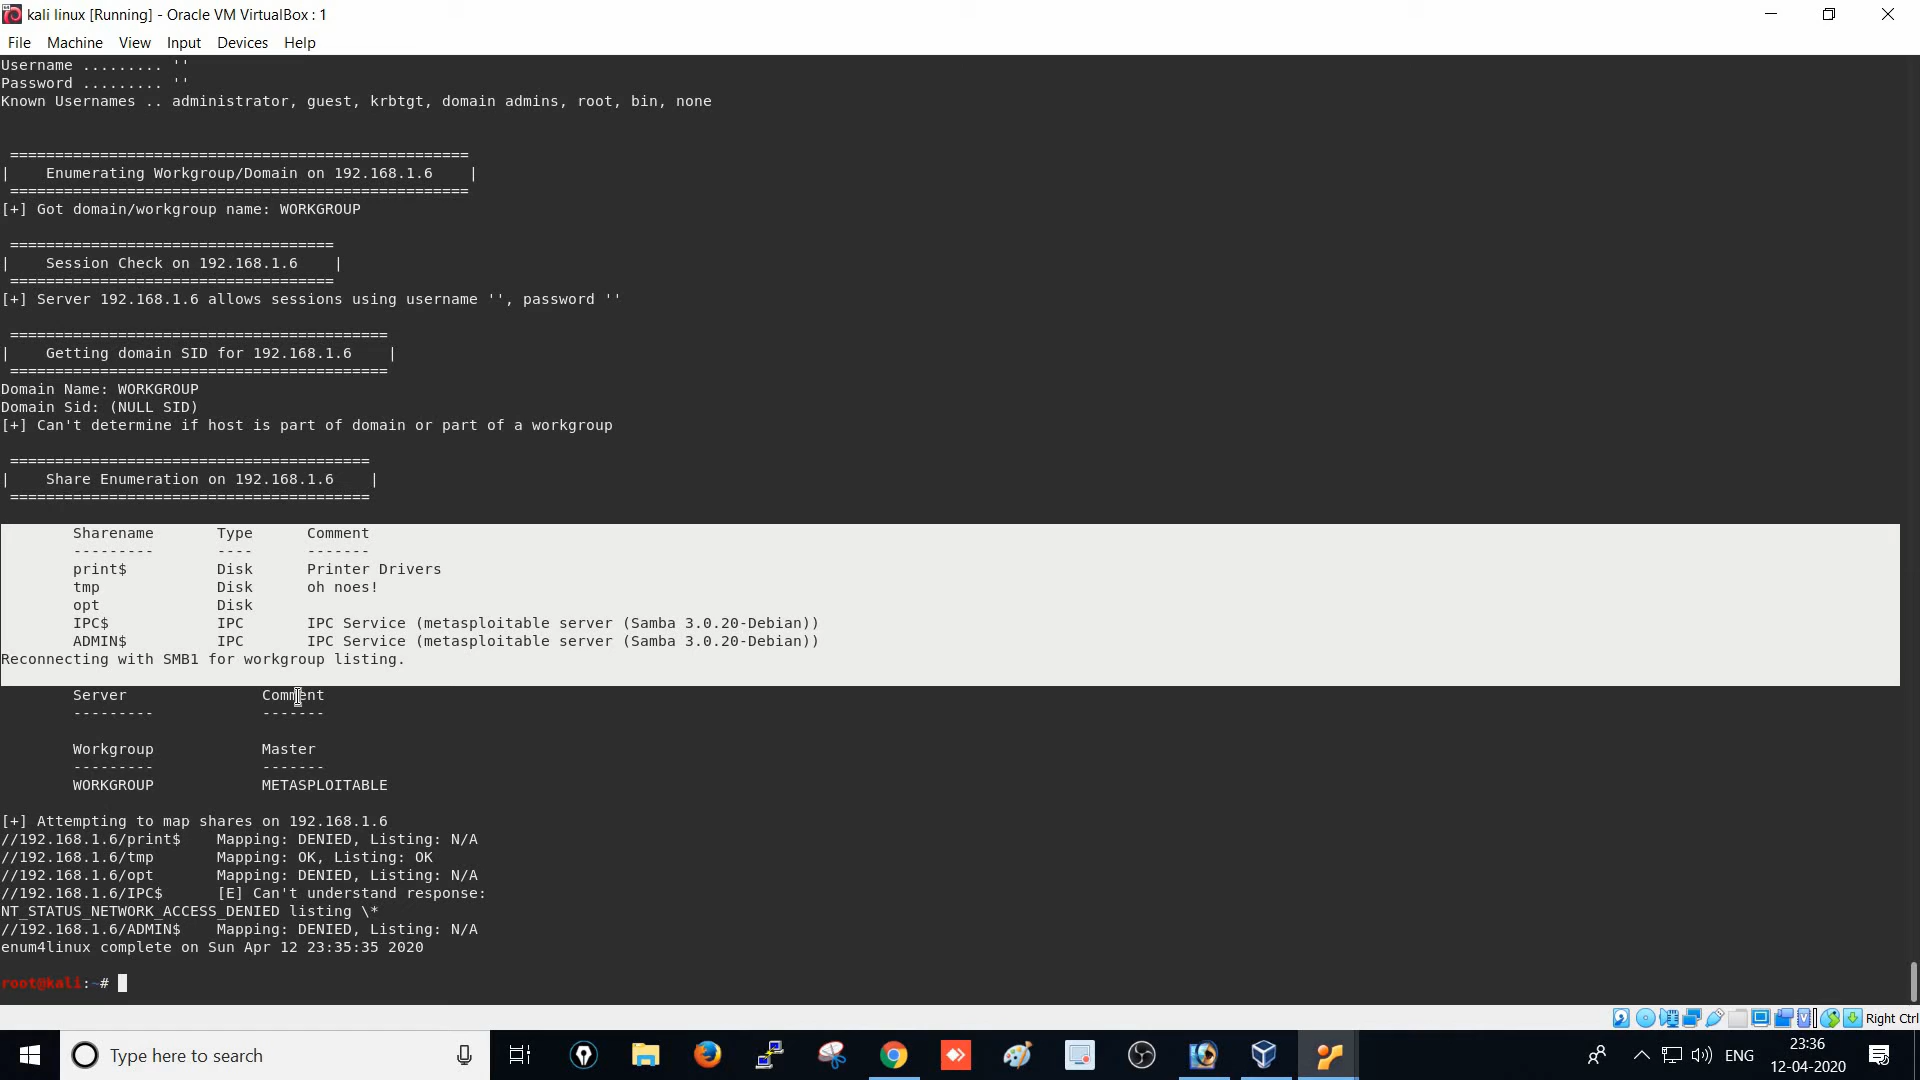 kali linux [Running] - Oracle VM VirtualBox : 1
File Machine View Input Devices Help
Username ......... ''
Password ......... ''
Known Usernames .. administrator, guest, krbtgt, domain admins, root, bin, none
===================================================
|    Enumerating Workgroup/Domain on 192.168.1.6    |
===================================================
[+] Got domain/workgroup name: WORKGROUP
====================================
|    Session Check on 192.168.1.6    |
====================================
[+] Server 192.168.1.6 allows sessions using username '', password ''
==========================================
|    Getting domain SID for 192.168.1.6    |
==========================================
Domain Name: WORKGROUP
Domain Sid: (NULL SID)
[+] Can't determine if host is part of domain or part of a workgroup
========================================
|    Share Enumeration on 192.168.1.6    |
========================================
Sharename       Type      Comment
---------       ----      -------
print$          Disk      Printer Drivers
tmp             Disk      oh noes!
opt             Disk
IPC$            IPC       IPC Service (metasploitable server (Samba 3.0.20-Debian))
ADMIN$          IPC       IPC Service (metasploitable server (Samba 3.0.20-Debian))
Reconnecting with SMB1 for workgroup listing.
Server               Comment
---------            -------
Workgroup            Master
---------            -------
WORKGROUP            METASPLOITABLE
[+] Attempting to map shares on 192.168.1.6
//192.168.1.6/print$    Mapping: DENIED, Listing: N/A
//192.168.1.6/tmp       Mapping: OK, Listing: OK
//192.168.1.6/opt       Mapping: DENIED, Listing: N/A
//192.168.1.6/IPC$      [E] Can't understand response:
NT_STATUS_NETWORK_ACCESS_DENIED listing \*
//192.168.1.6/ADMIN$    Mapping: DENIED, Listing: N/A
enum4linux complete on Sun Apr 12 23:35:35 2020
root@kali:~#
Right Ctrl
Type here to search
ENG
23:36
12-04-2020